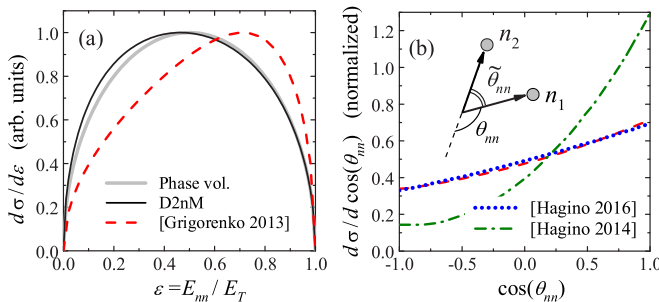 (a)
dσ/dε (arb. units)
1.0
0.8
0.6
0.4
0.2
0.0
Phase vol.
D2nM
[Grigorenko 2013]
0.0 0.2 0.4 0.6 0.8 1.0
ε = E_nn / E_T
(b)
dσ/d cos(θ_nn) (normalized)
1.2
1.0
0.8
0.6
0.4
0.2
0.0
n_2
θ̃_nn
n_1
θ_nn
[Hagino 2016]
[Hagino 2014]
-1.0 -0.5 0.0 0.5 1.0
cos(θ_nn)